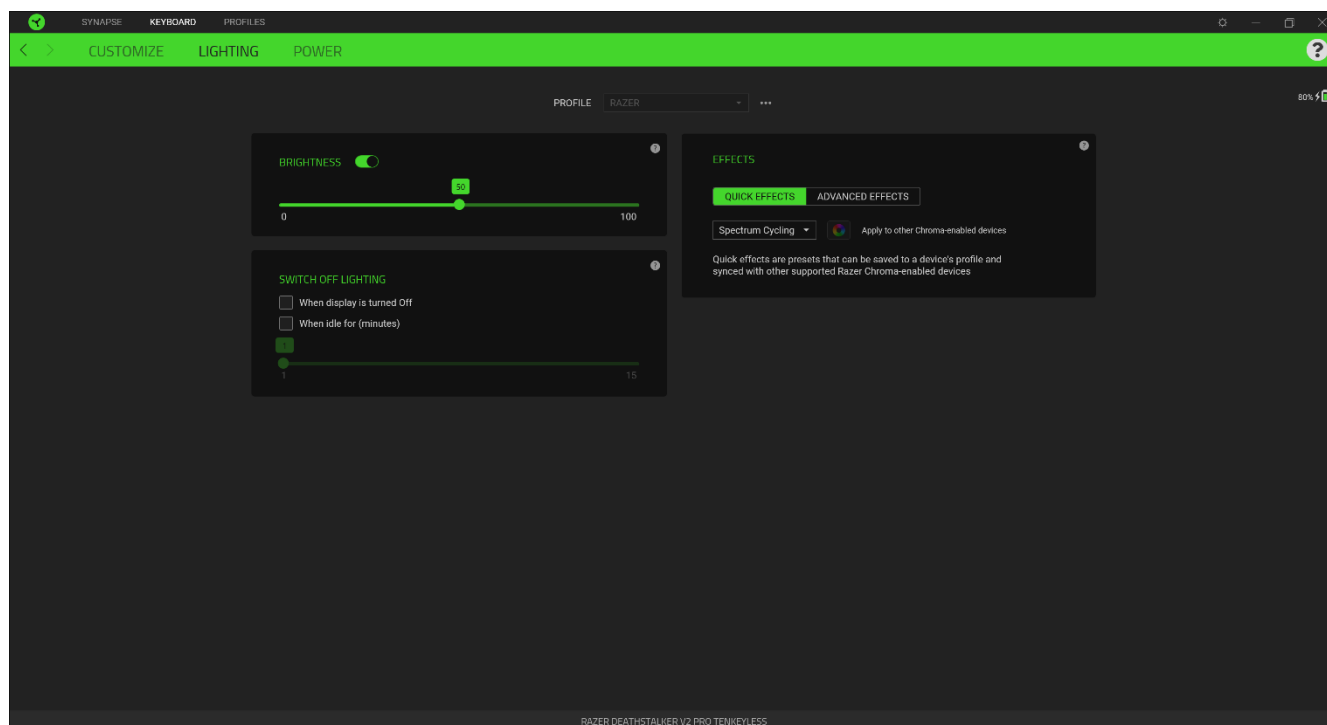 SYNAPSE KEYBOARD PROFILES
CUSTOMIZE LIGHTING POWER ?
PROFILE RAZER
80%
BRIGHTNESS ?
50
0 100
SWITCH OFF LIGHTING ?
When display is turned Off
When idle for (minutes)
1
1 15
EFFECTS ?
QUICK EFFECTS ADVANCED EFFECTS
Spectrum Cycling Apply to other Chroma-enabled devices
Quick effects are presets that can be saved to a device's profile and
synced with other supported Razer Chroma-enabled devices
RAZER DEATHSTALKER V2 PRO TENKEYLESS